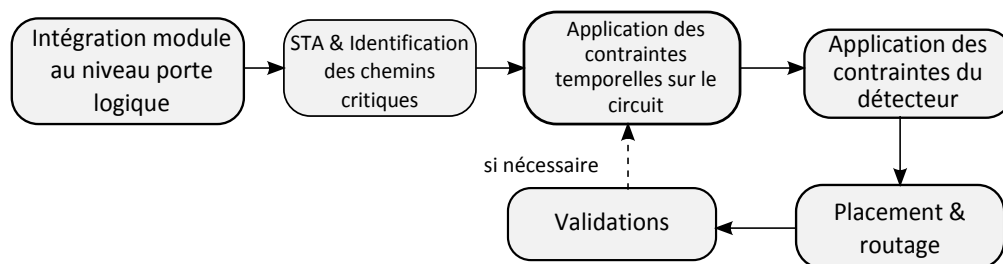 Intégration module
au niveau porte
logique
STA & Identification
des chemins
critiques
Application des
contraintes
temporelles sur le
circuit
Application des
contraintes du
détecteur
si nécessaire
Validations
Placement &
routage